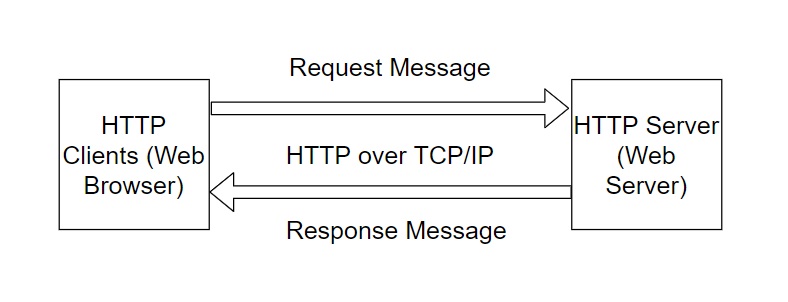 Request Message
HTTP
Clients (Web
Browser)
HTTP over TCP/IP
HTTP Server
(Web
Server)
Response Message